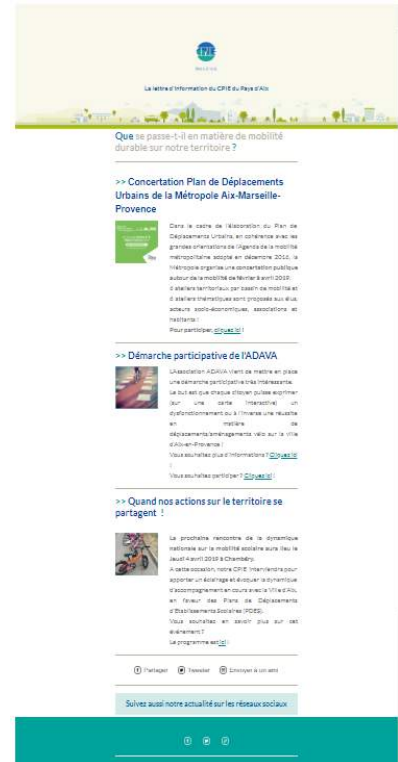 CPIE
La lettre d'information du CPIE du Pays d'Aix
Que se passe-t-il en matière de mobilité
durable sur notre territoire ?
>> Concertation Plan de Déplacements
Urbains de la Métropole Aix-Marseille-
Provence
Dans le cadre de l'élaboration du Plan de
Déplacements Urbains, en cohérence avec les
grandes orientations de l'Agenda de la mobilité
métropolitaine adopté en décembre 2016, la
Métropole organise une concertation publique
autour de la mobilité de février à avril 2019.
6 ateliers territoriaux par bassin de mobilité et
6 ateliers thématiques sont proposés aux élus,
acteurs socio-économiques, associations et
habitants !
Pour participer, cliquez ici !
>> Démarche participative de l'ADAVA
L'Association ADAVA vient de mettre en place
une démarche participative très intéressante.
Le but est que chaque citoyen puisse exprimer
(sur une carte interactive) un
dysfonctionnement ou à l'inverse une réussite
en matière de
déplacements/aménagements vélo sur la ville
d'Aix-en-Provence !
Vous souhaitez plus d'informations ? Cliquez ici
!
Vous souhaitez participer ? Cliquez ici !
>> Quand nos actions sur le territoire se
partagent !
La prochaine rencontre de la dynamique
nationale sur la mobilité scolaire aura lieu le
jeudi 4 avril 2019 à Chambéry.
A cette occasion, notre CPIE interviendra pour
apporter un éclairage et évoquer la dynamique
d'accompagnement en cours avec la Ville d'Aix,
en faveur des Plans de Déplacements
d'Etablissements Scolaires (PDES).
Vous souhaitez en savoir plus sur cet
événement ?
Le programme est ici !
Partager Tweeter Envoyer à un ami
Suivez aussi notre actualité sur les réseaux sociaux